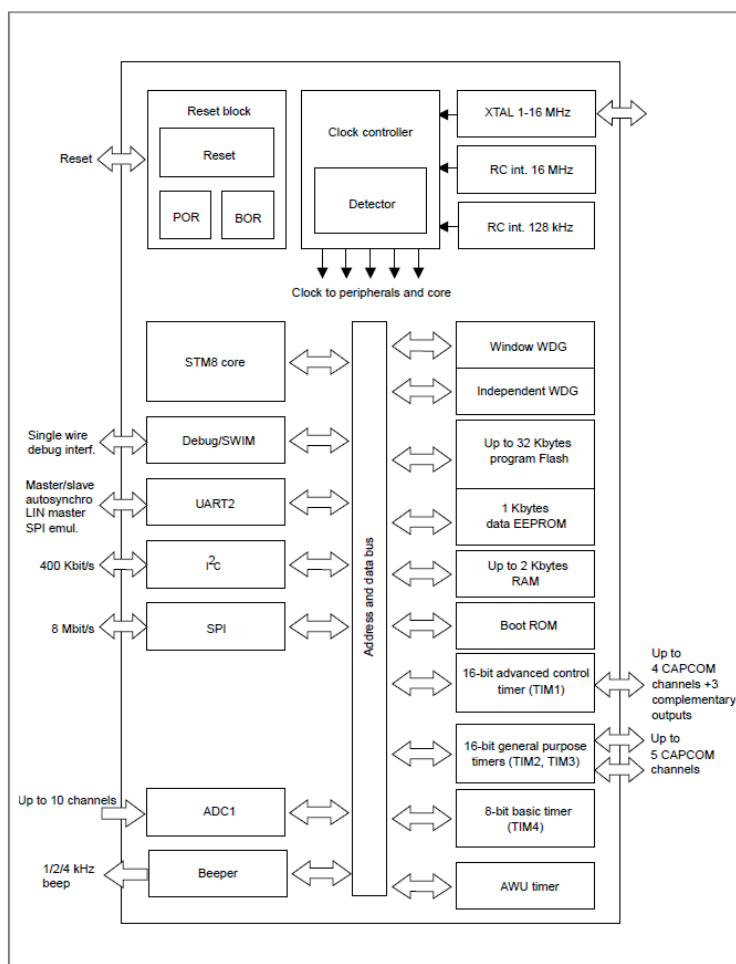 Reset block
Reset
POR
BOR
Reset
Clock controller
Detector
XTAL 1-16 MHz
RC int. 16 MHz
RC int. 128 kHz
Clock to peripherals and core
STM8 core
Single wire
debug interf.
Debug/SWIM
Master/slave
autosynchro
LIN master
SPI emul.
UART2
400 Kbit/s
I2C
8 Mbit/s
SPI
Up to 10 channels
ADC1
1/2/4 kHz
beep
Beeper
Address and data bus
Window WDG
Independent WDG
Up to 32 Kbytes
program Flash
1 Kbytes
data EEPROM
Up to 2 Kbytes
RAM
Boot ROM
16-bit advanced control
timer (TIM1)
Up to
4 CAPCOM
channels +3
complementary
outputs
16-bit general purpose
timers (TIM2, TIM3)
Up to
5 CAPCOM
channels
8-bit basic timer
(TIM4)
AWU timer